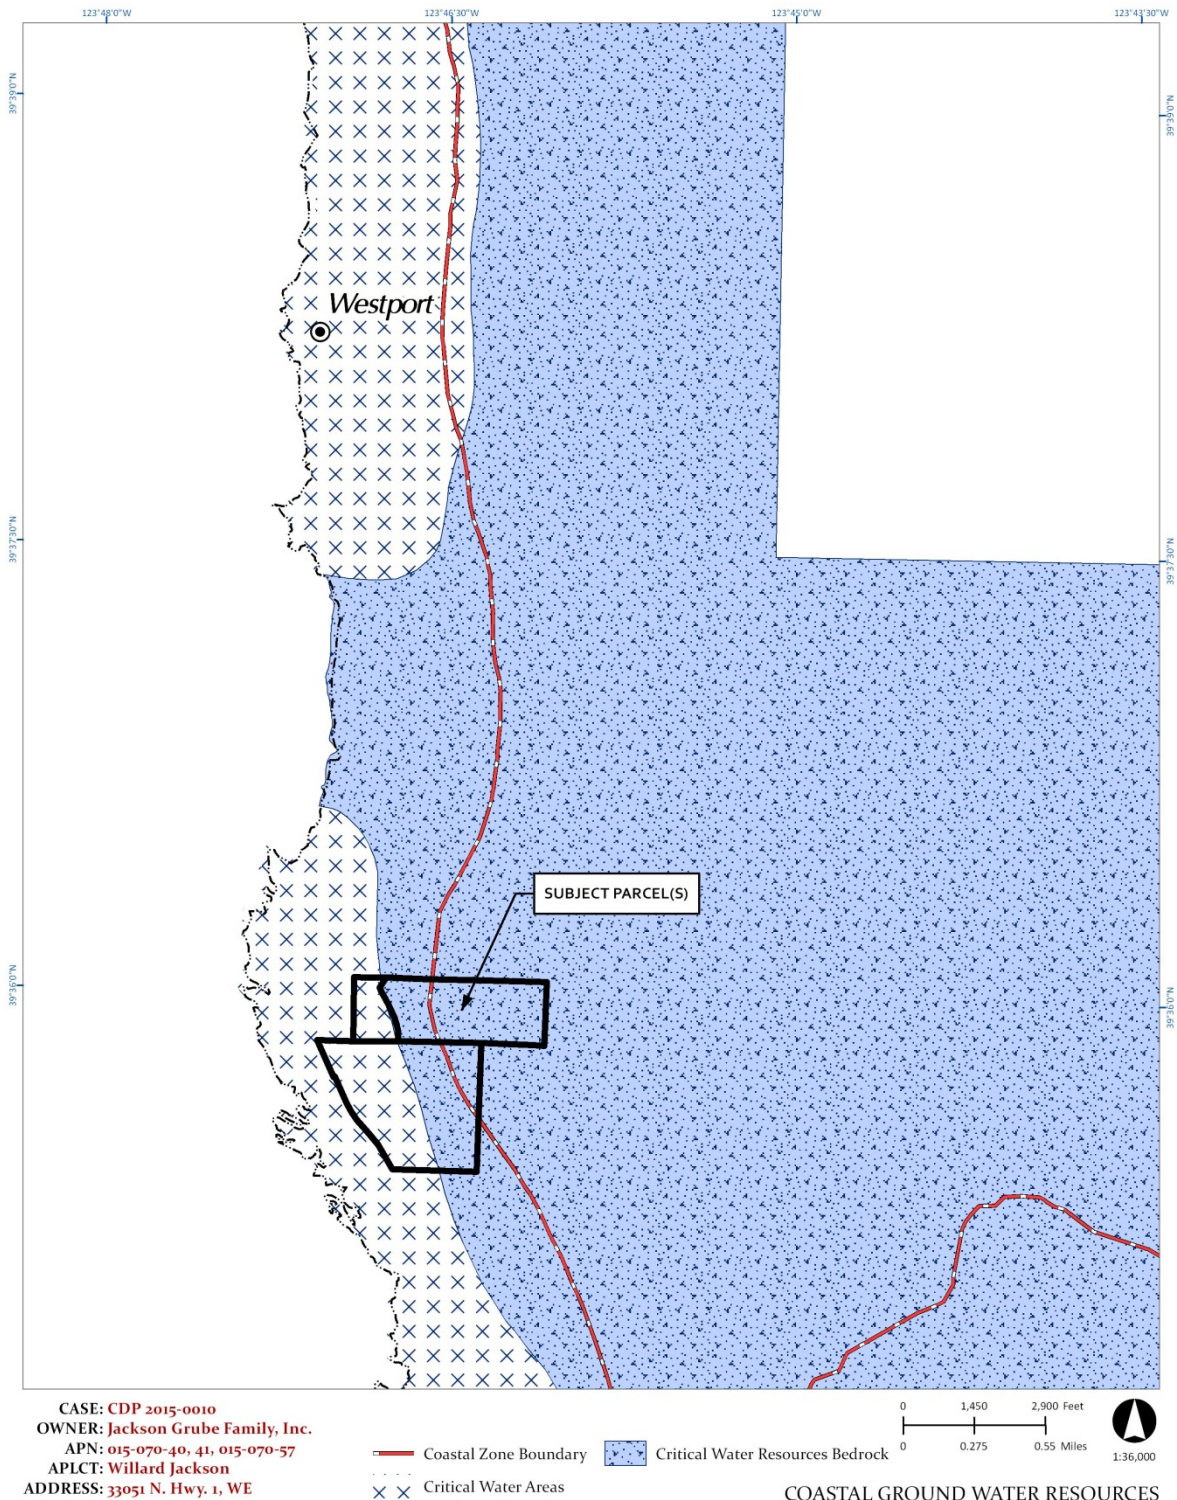 123°48'0"W 123°46'30"W 123°45'0"W 123°43'30"W
39°39'0"N 39°39'0"N
Westport
39°37'30"N 39°37'30"N
SUBJECT PARCEL(S)
39°36'0"N 39°36'0"N
CASE: CDP 2015-0010
OWNER: Jackson Grube Family, Inc.
APN: 015-070-40, 41, 015-070-57
APLCT: Willard Jackson
ADDRESS: 33051 N. Hwy. 1, WE
Coastal Zone Boundary
Critical Water Areas
Critical Water Resources Bedrock
0 1,450 2,900 Feet
0 0.275 0.55 Miles
1:36,000
COASTAL GROUND WATER RESOURCES